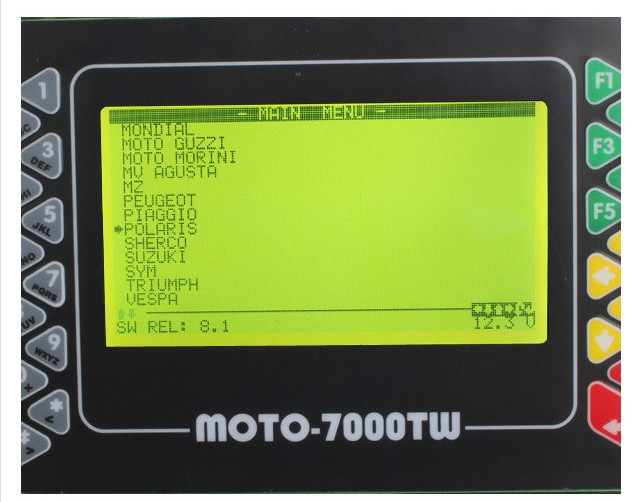 - MAIN MENU -
MONDIAL
MOTO GUZZI
MOTO MORINI
MV AGUSTA
MZ
PEUGEOT
PIAGGIO
POLARIS
SHERCO
SUZUKI
SYM
TRIUMPH
VESPA
SW REL: 8.1 12.3 V
MOTO-7000TW
1
3
DEF
5
JKL
7
PQRS
9
WXYZ
*
F1
F3
F5